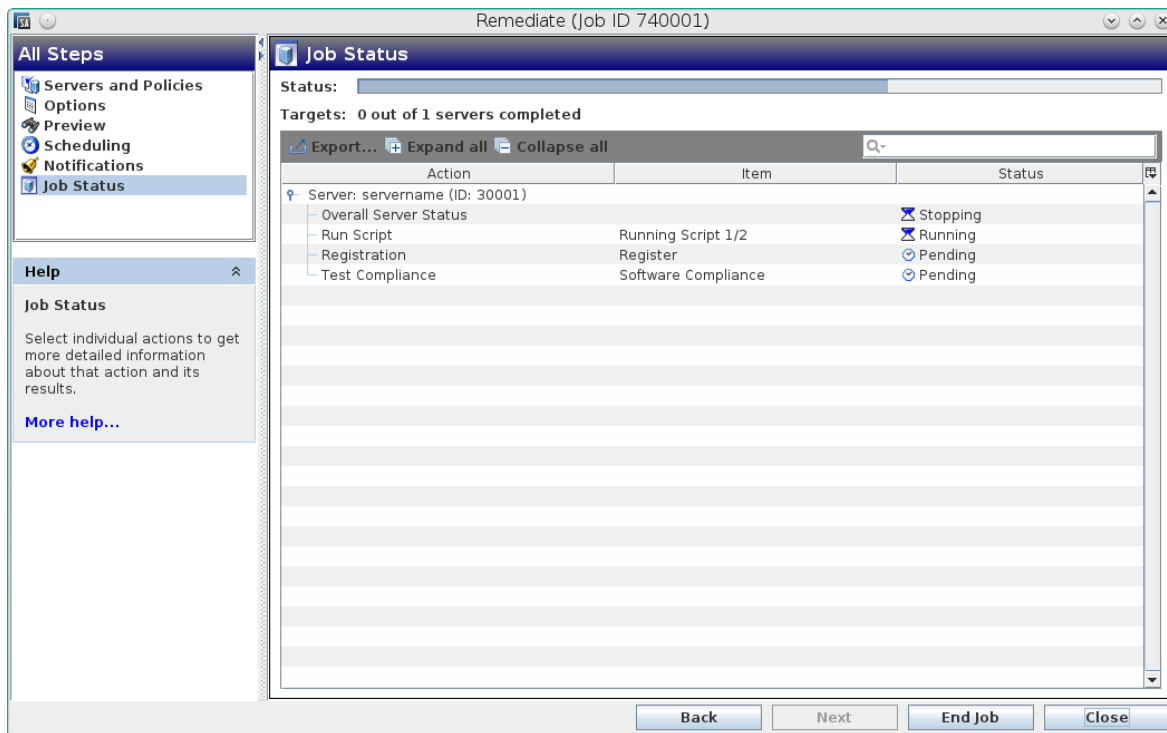 SA
Remediate (Job ID 740001)
All Steps
Servers and Policies
Options
Preview
Scheduling
Notifications
Job Status
Help
Job Status
Select individual actions to get
more detailed information
about that action and its
results.
More help...
Job Status
Status:
Targets: 0 out of 1 servers completed
Export... Expand all Collapse all
Action Item Status
Server: servername (ID: 30001)
Overall Server Status Stopping
Run Script Running Script 1/2 Running
Registration Register Pending
Test Compliance Software Compliance Pending
Back Next End Job Close